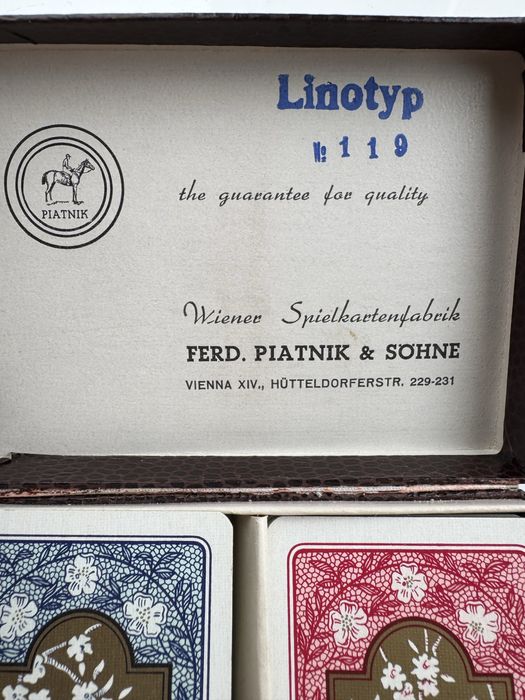 Linotyp
№ 119
PIATNIK
the guarantee for quality
Wiener Spielkartenfabrik
FERD. PIATNIK & SÖHNE
VIENNA XIV., HÜTTELDORFERSTR. 229-231